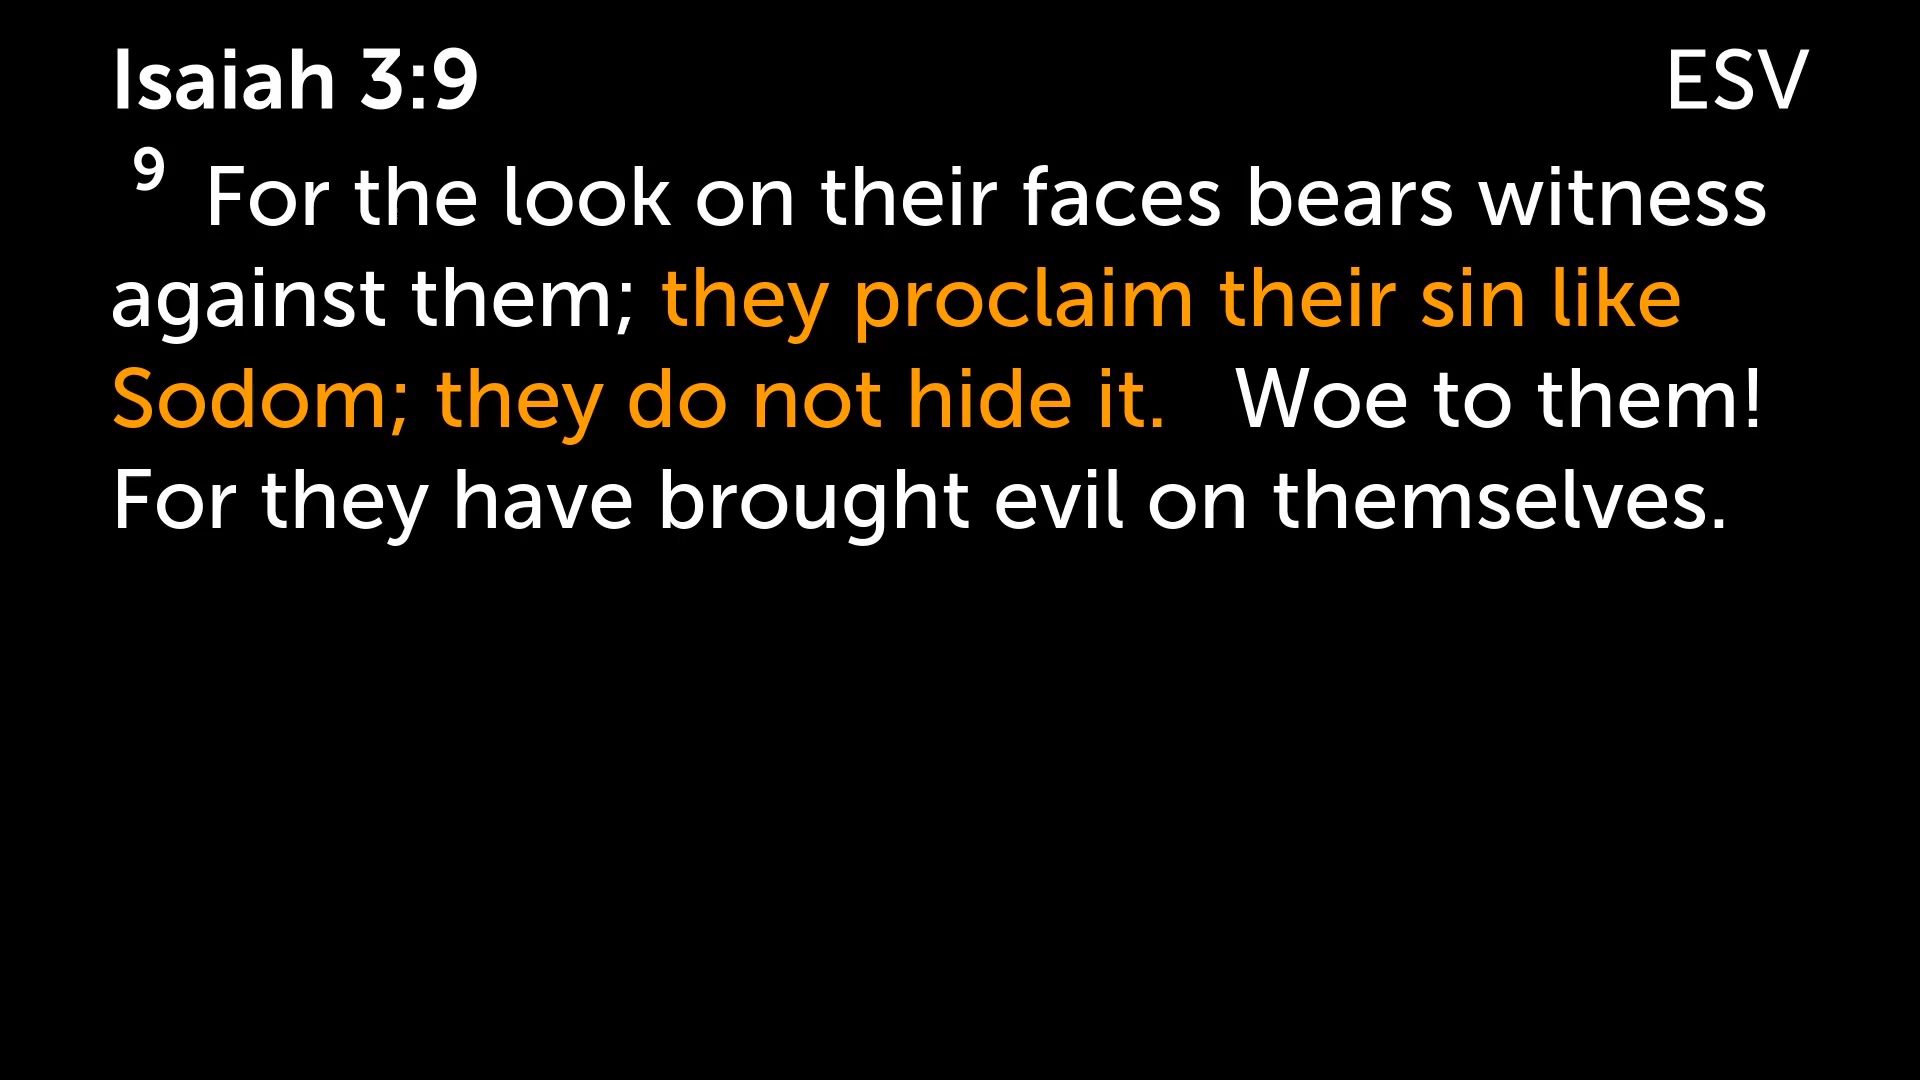 Isaiah 3:9 ESV
9 For the look on their faces bears witness
against them; they proclaim their sin like
Sodom; they do not hide it. Woe to them!
For they have brought evil on themselves.